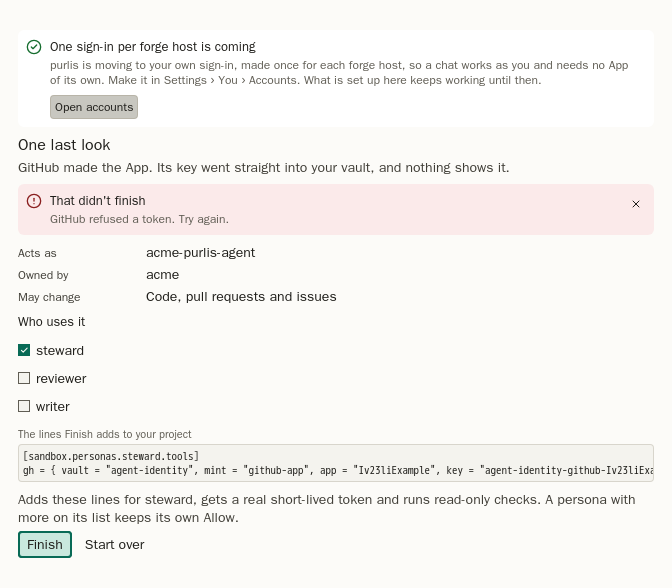 One sign-in per forge host is coming
purlis is moving to your own sign-in, made once for each forge host, so a chat works as you and needs no App
of its own. Make it in Settings › You › Accounts. What is set up here keeps working until then.
Open accounts
One last look
GitHub made the App. Its key went straight into your vault, and nothing shows it.
That didn't finish
GitHub refused a token. Try again.
Acts as acme-purlis-agent
Owned by acme
May change Code, pull requests and issues
Who uses it
steward
reviewer
writer
The lines Finish adds to your project
[sandbox.personas.steward.tools]
gh = { vault = "agent-identity", mint = "github-app", app = "Iv23liExample", key = "agent-identity-github-Iv23liExa
Adds these lines for steward, gets a real short-lived token and runs read-only checks. A persona with
more on its list keeps its own Allow.
Finish Start over